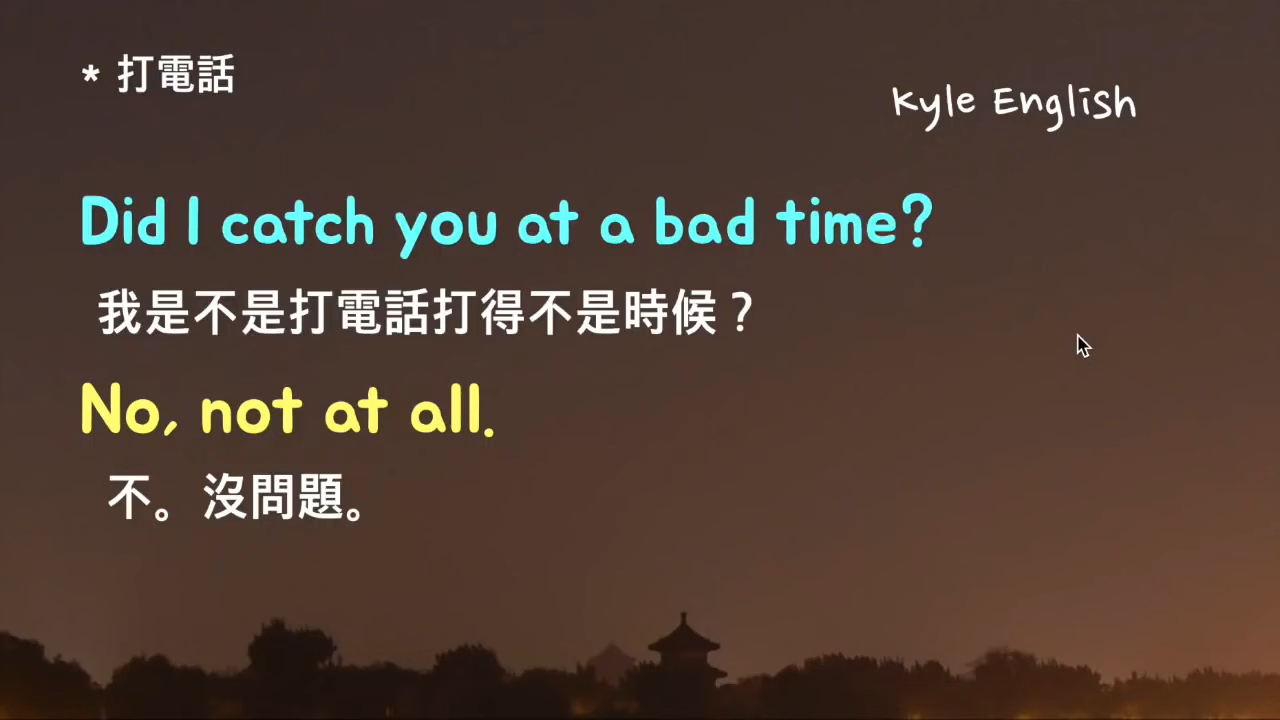 * 打電話
Kyle English
Did I catch you at a bad time?
我是不是打電話打得不是時候？
No, not at all.
不。沒問題。